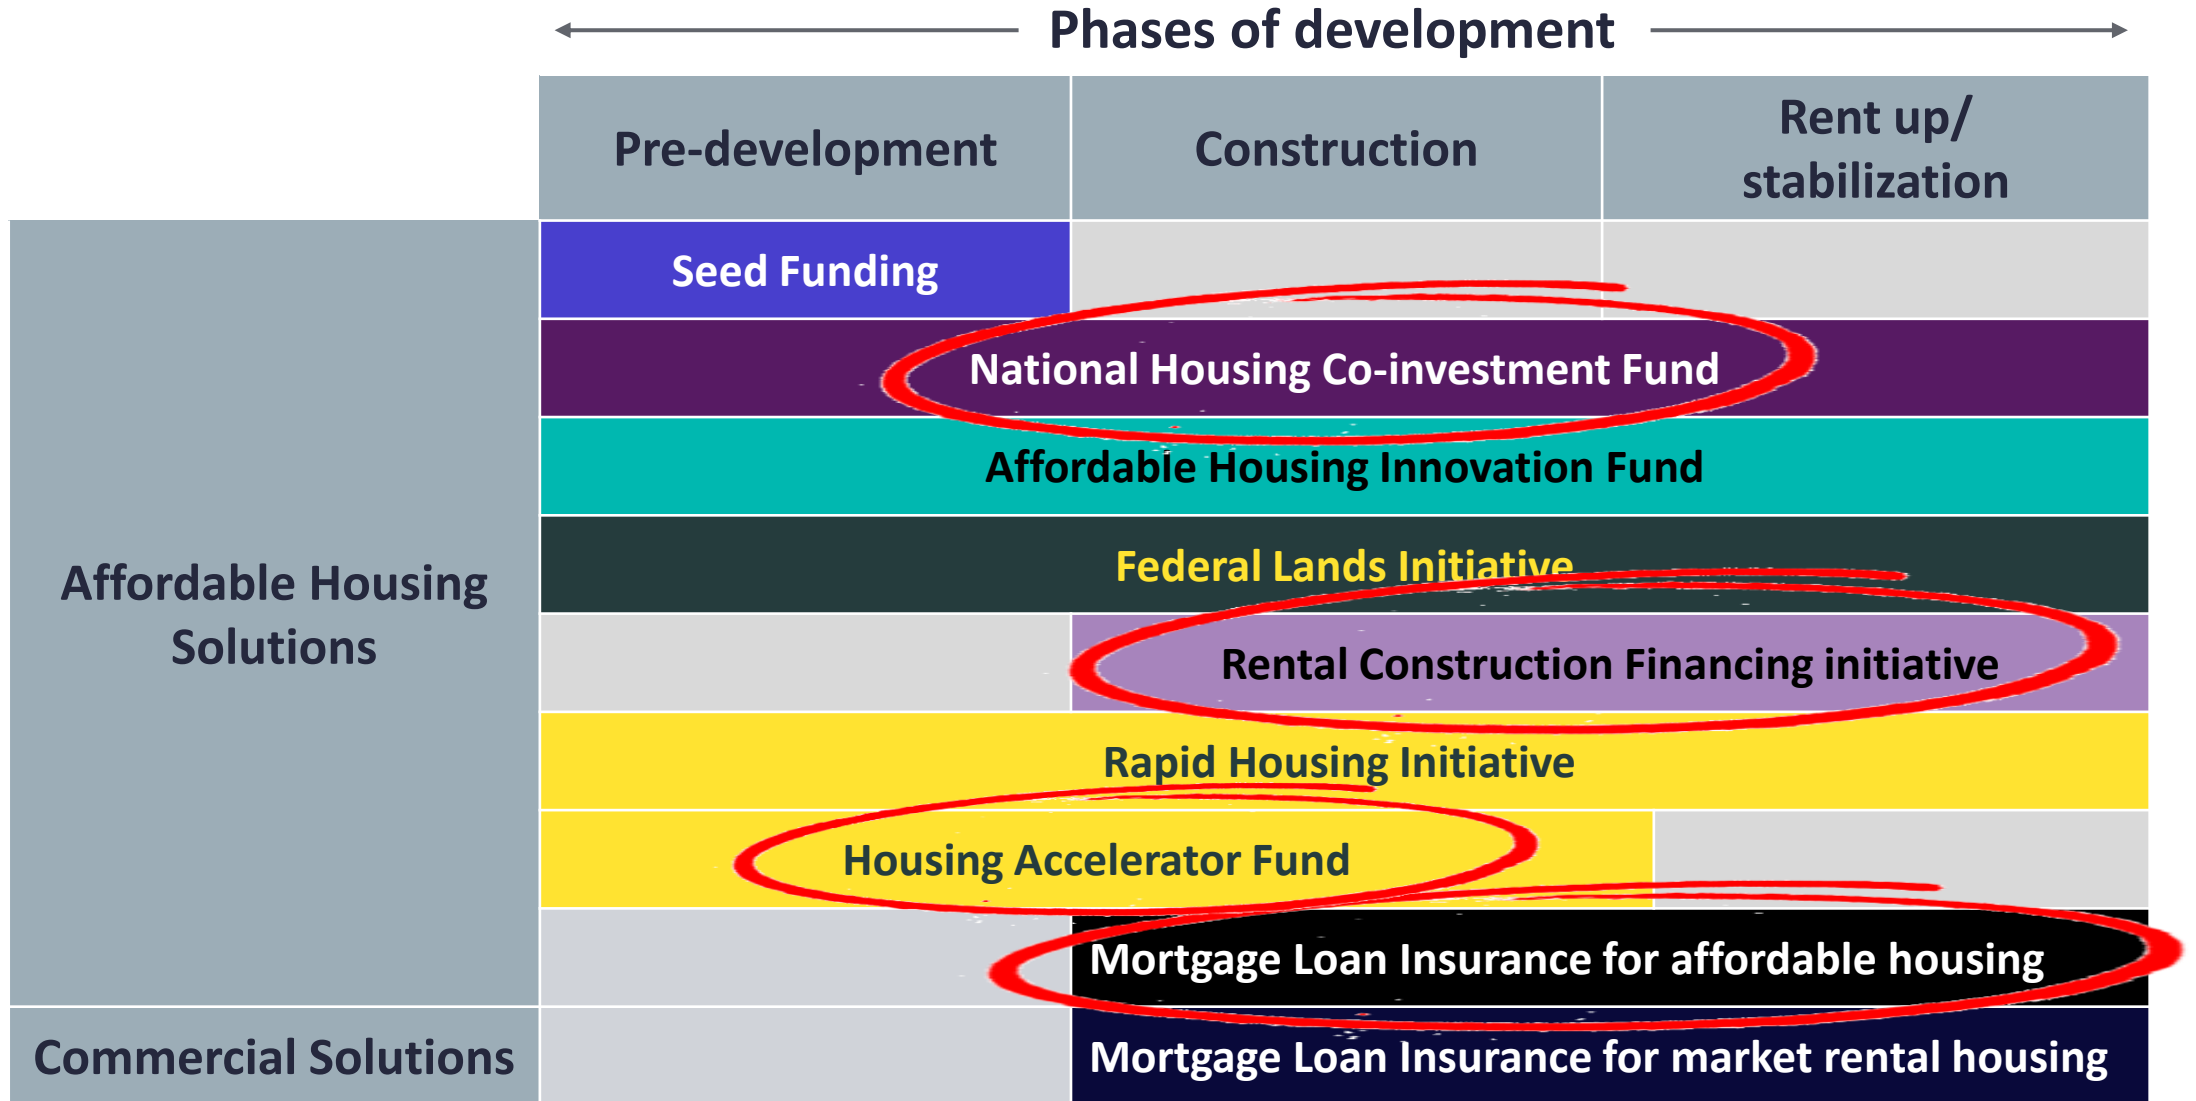 Phases of development
Pre-development
Construction
Rent up/
stabilization
Affordable Housing
Solutions
Seed Funding
National Housing Co-investment Fund
Affordable Housing Innovation Fund
Federal Lands Initiative
Rental Construction Financing initiative
Rapid Housing Initiative
Housing Accelerator Fund
Mortgage Loan Insurance for affordable housing
Commercial Solutions
Mortgage Loan Insurance for market rental housing